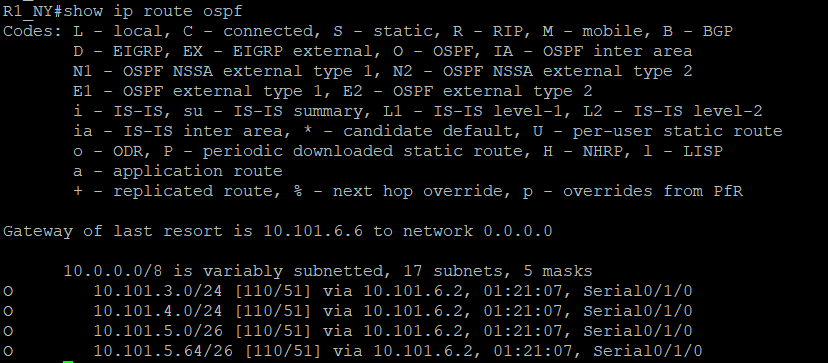 R1_NY#show ip route ospf
Codes: L - local, C - connected, S - static, R - RIP, M - mobile, B - BGP
D - EIGRP, EX - EIGRP external, O - OSPF, IA - OSPF inter area
N1 - OSPF NSSA external type 1, N2 - OSPF NSSA external type 2
E1 - OSPF external type 1, E2 - OSPF external type 2
i - IS-IS, su - IS-IS summary, L1 - IS-IS level-1, L2 - IS-IS level-2
ia - IS-IS inter area, * - candidate default, U - per-user static route
o - ODR, P - periodic downloaded static route, H - NHRP, l - LISP
a - application route
+ - replicated route, % - next hop override, p - overrides from PfR
Gateway of last resort is 10.101.6.6 to network 0.0.0.0
10.0.0.0/8 is variably subnetted, 17 subnets, 5 masks
O 10.101.3.0/24 [110/51] via 10.101.6.2, 01:21:07, Serial0/1/0
O 10.101.4.0/24 [110/51] via 10.101.6.2, 01:21:07, Serial0/1/0
O 10.101.5.0/26 [110/51] via 10.101.6.2, 01:21:07, Serial0/1/0
O 10.101.5.64/26 [110/51] via 10.101.6.2, 01:21:07, Serial0/1/0